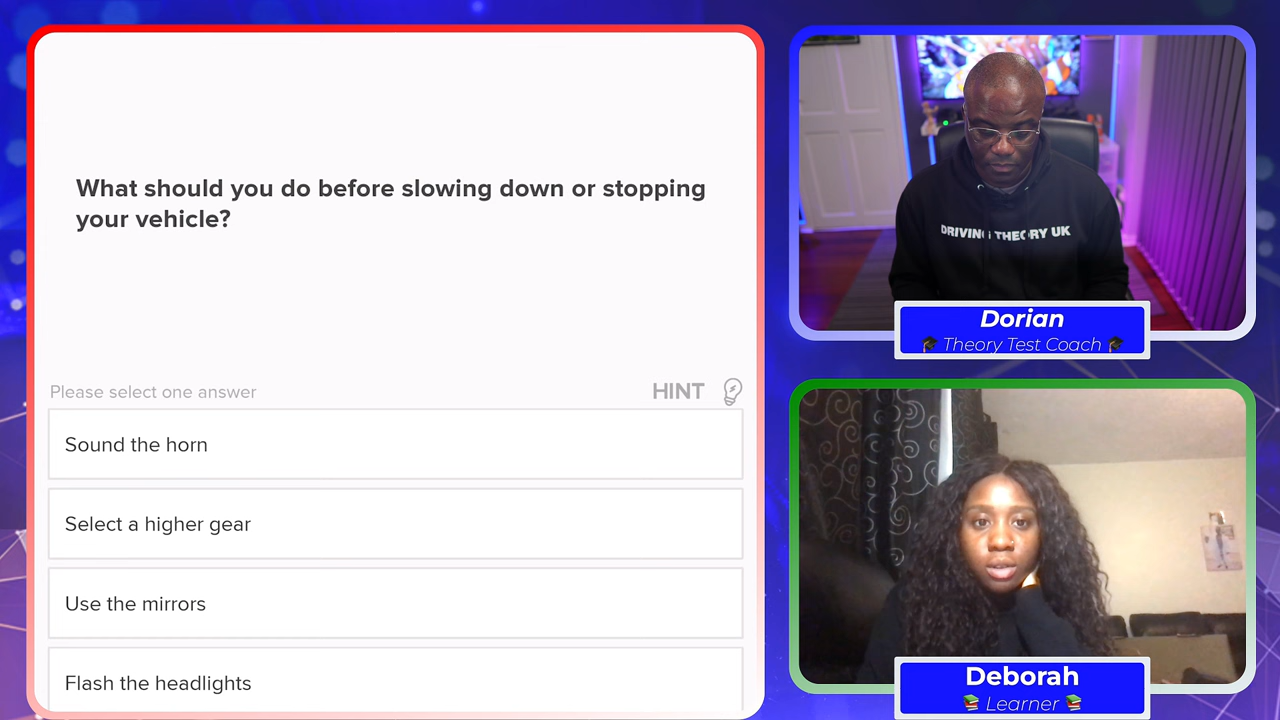 What should you do before slowing down or stopping
your vehicle?
Please select one answer
HINT
Sound the horn
Select a higher gear
Use the mirrors
Flash the headlights
DRIVING THEORY UK
Dorian
Theory Test Coach
Deborah
Learner